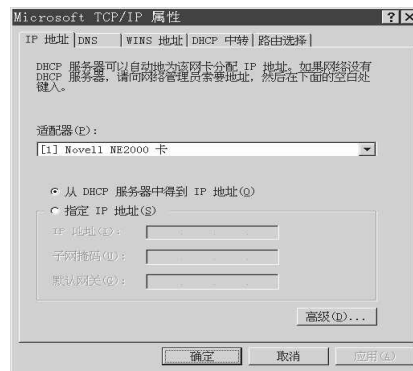 Microsoft TCP/IP 属性
IP 地址 DNS WINS 地址 DHCP 中转 路由选择
DHCP 服务器可以自动地为该网卡分配 IP 地址。如果网络没有
DHCP 服务器，请向网络管理员索要地址，然后在下面的空白处
键入。
适配器(P)：
[1] Novell NE2000 卡
从 DHCP 服务器中得到 IP 地址(O)
指定 IP 地址(S)
IP 地址(I)：
子网掩码(U)：
默认网关(G)：
高级(D)...
确定 取消 应用(A)